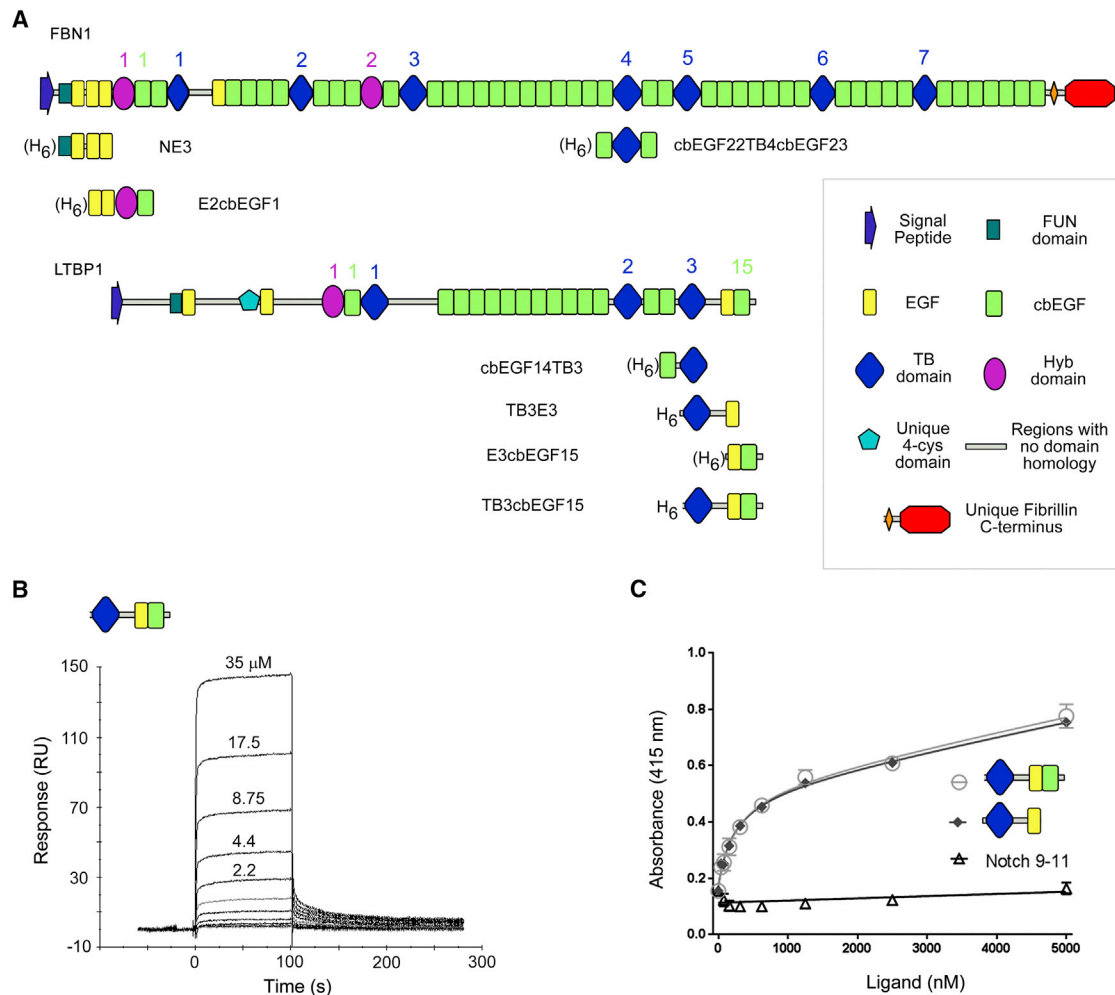 A
FBN1
1 1 1 2 2 3 4 5 6 7
(H6) NE3 (H6) cbEGF22TB4cbEGF23
(H6) E2cbEGF1
LTBP1
1 1 1 2 3 15
cbEGF14TB3 (H6)
TB3E3 H6
E3cbEGF15 (H6)
TB3cbEGF15 H6
Signal Peptide
FUN domain
EGF
cbEGF
TB domain
Hyb domain
Unique 4-cys domain
Regions with no domain homology
Unique Fibrillin C-terminus
B
150
110
70
30
-10
Response (RU)
35 μM
17.5
8.75
4.4
2.2
0 100 200 300
Time (s)
C
1.0
0.8
0.6
0.4
0.2
0.0
Absorbance (415 nm)
Notch 9-11
0 1000 2000 3000 4000 5000
Ligand (nM)